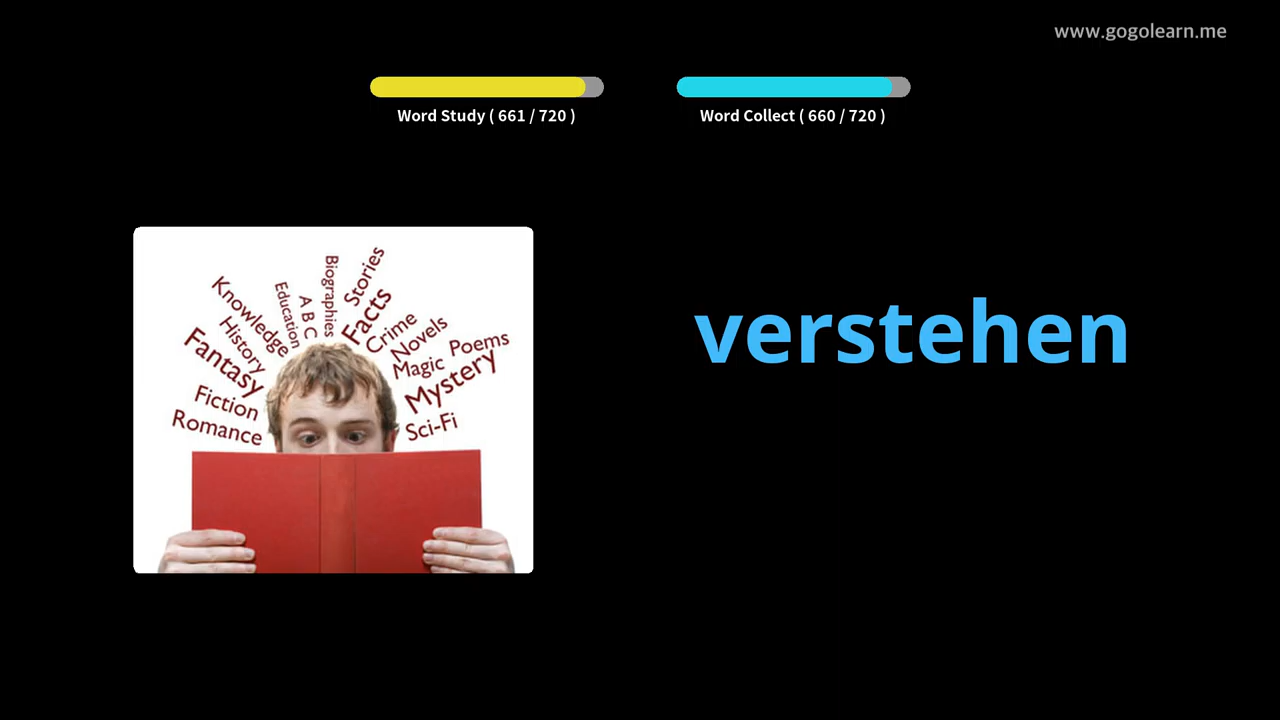 www.gogolearn.me
Word Study ( 661 / 720 )
Word Collect ( 660 / 720 )
Romance
Fiction
Fantasy
History
Knowledge
Education
A B C
Biographies
Stories
Facts
Crime
Novels
Magic
Poems
Mystery
Sci-Fi
verstehen